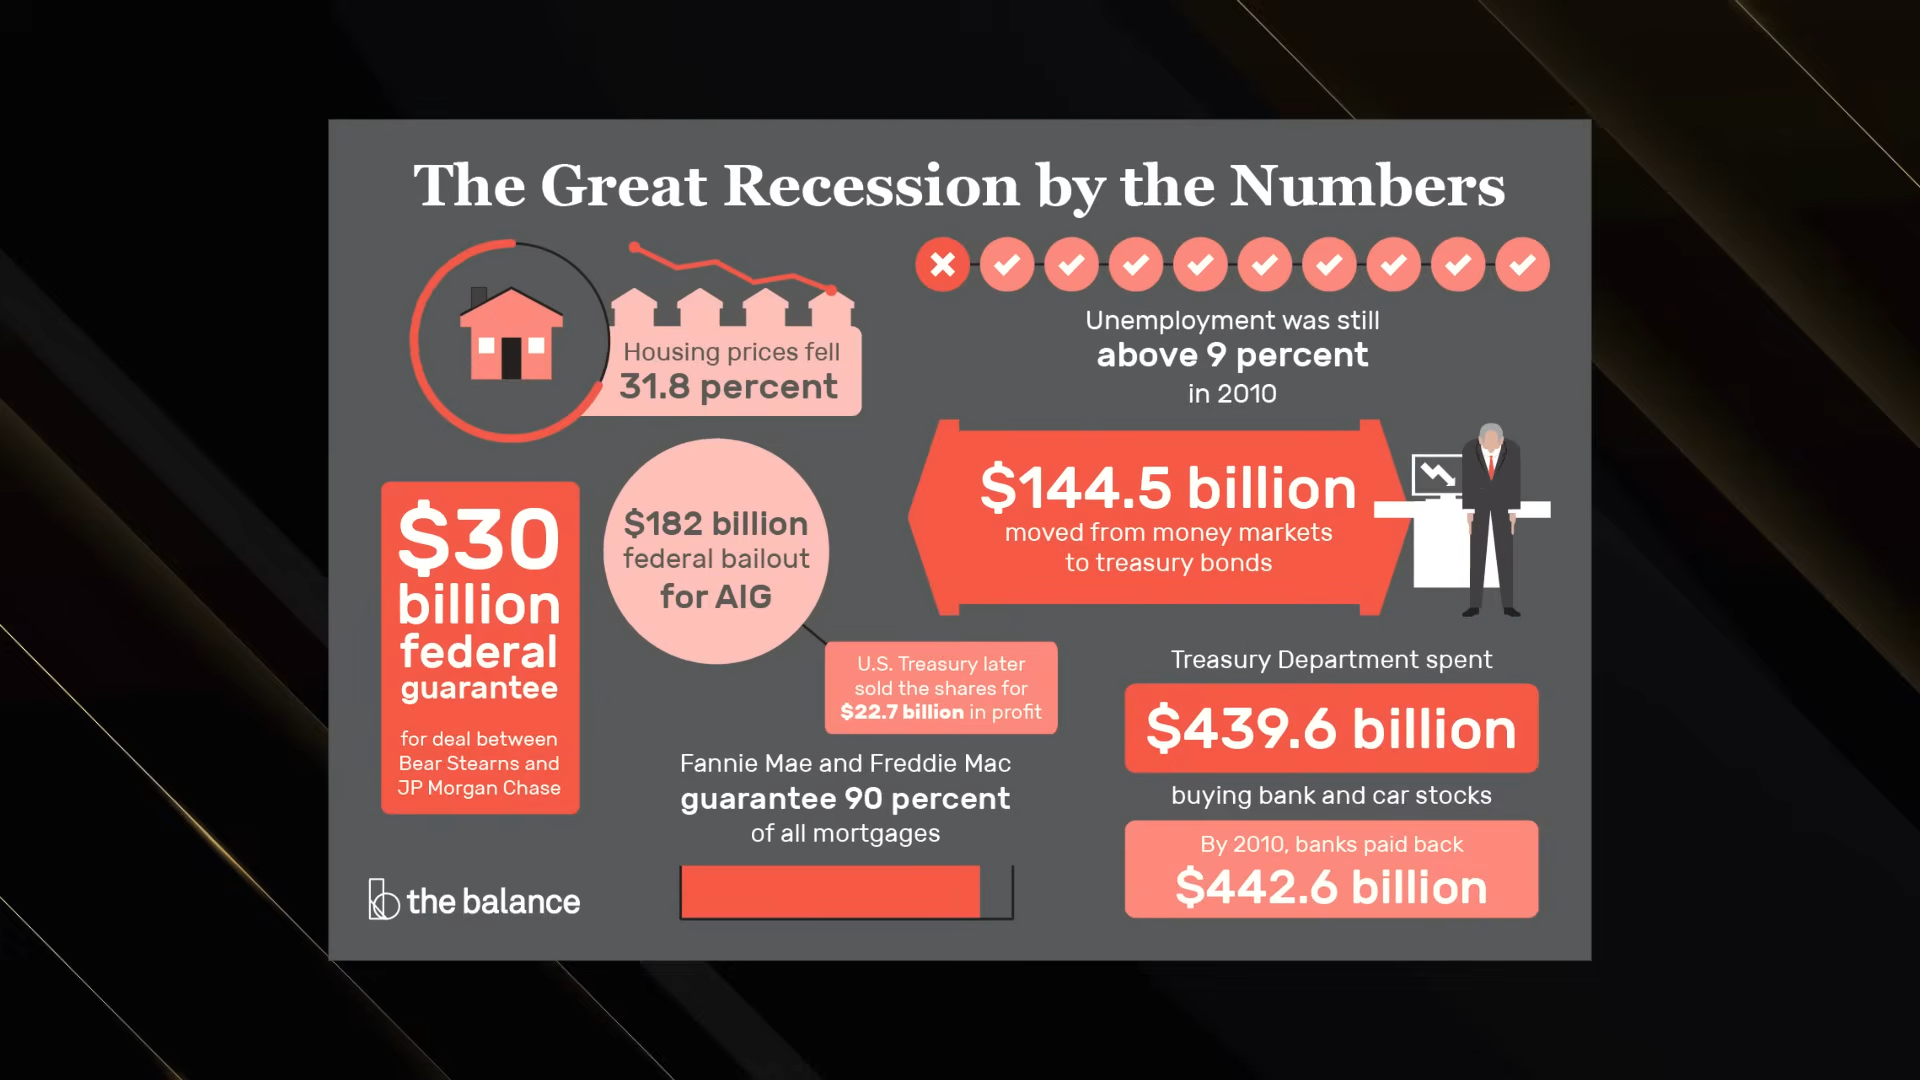 The Great Recession by the Numbers
Housing prices fell
31.8 percent
Unemployment was still
above 9 percent
in 2010
$30
billion
federal
guarantee
for deal between
Bear Stearns and
JP Morgan Chase
$182 billion
federal bailout
for AIG
U.S. Treasury later
sold the shares for
$22.7 billion in profit
$144.5 billion
moved from money markets
to treasury bonds
Fannie Mae and Freddie Mac
guarantee 90 percent
of all mortgages
Treasury Department spent
$439.6 billion
buying bank and car stocks
By 2010, banks paid back
$442.6 billion
the balance